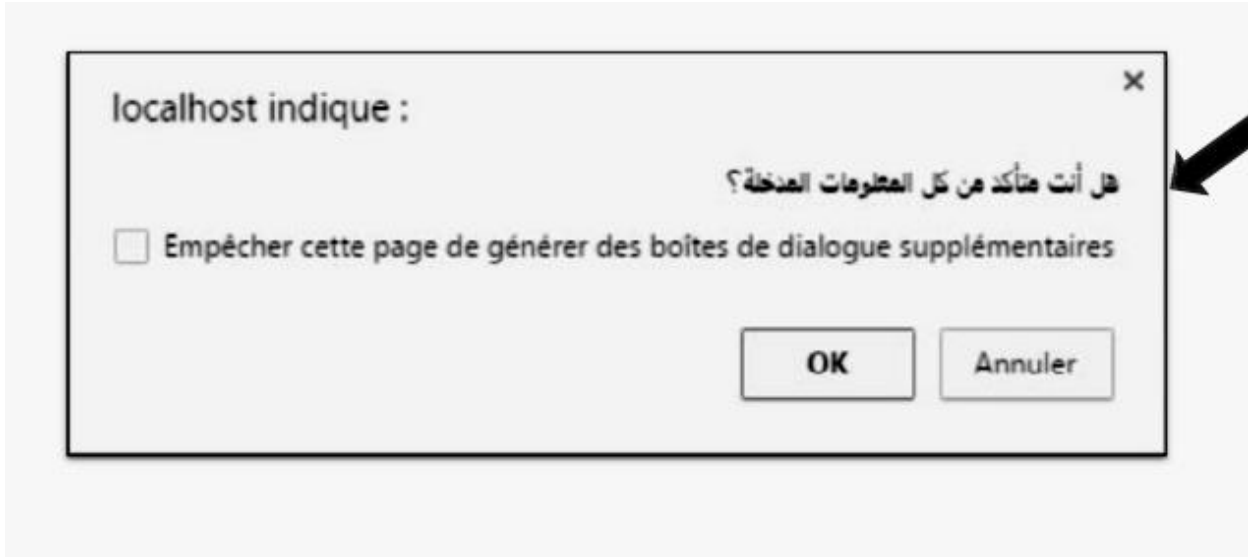 localhost indique :
هل أنت متأكد من كل المعلومات المدخلة؟
Empêcher cette page de générer des boîtes de dialogue supplémentaires
OK
Annuler